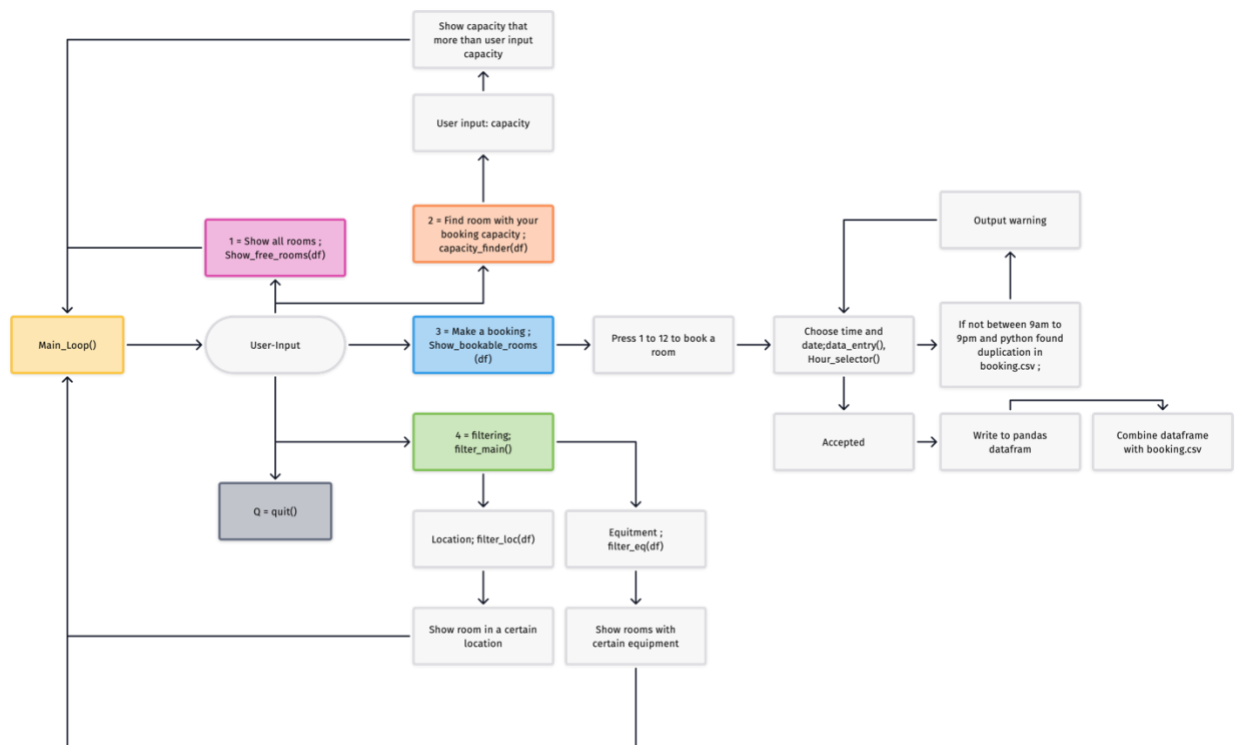 Show capacity that
more than user input
capacity
User input: capacity
1 = Show all rooms ;
Show_free_rooms(df)
2 = Find room with your
booking capacity ;
capacity_finder(df)
Output warning
Main_Loop()
User-Input
3 = Make a booking ;
Show_bookable_rooms
(df)
Press 1 to 12 to book a
room
Choose time and
date;data_entry(),
Hour_selector()
If not between 9am to
9pm and python found
duplication in
booking.csv ;
4 = filtering;
filter_main()
Accepted
Write to pandas
datafram
Combine dataframe
with booking.csv
Q = quit()
Location; filter_loc(df)
Equitment ;
filter_eq(df)
Show room in a certain
location
Show rooms with
certain equipment